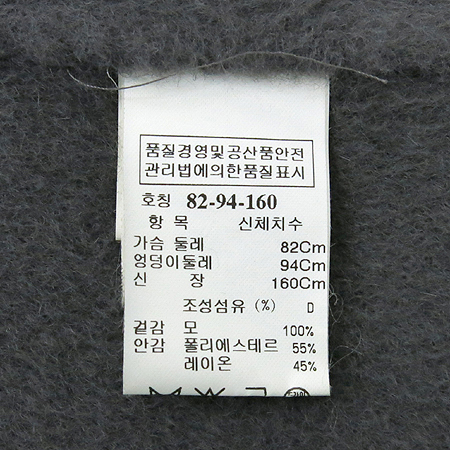 품질경영및공산품안전
관리법에의한품질표시
호칭 82-94-160
항 목 신체치수
가슴 둘레 82Cm
엉덩이둘레 94Cm
신 장 160Cm
조성섬유 (%) D
겉감 모 100%
안감 폴리에스테르 55%
레이온 45%